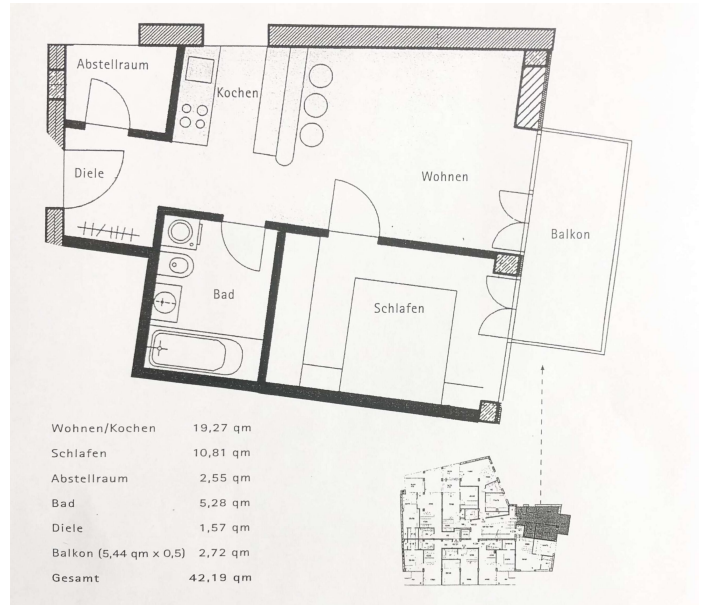 Abstellraum
Kochen
Diele
Wohnen
Balkon
Bad
Schlafen
Wohnen/Kochen 19,27 qm
Schlafen 10,81 qm
Abstellraum 2,55 qm
Bad 5,28 qm
Diele 1,57 qm
Balkon (5,44 qm x 0,5) 2,72 qm
Gesamt 42,19 qm